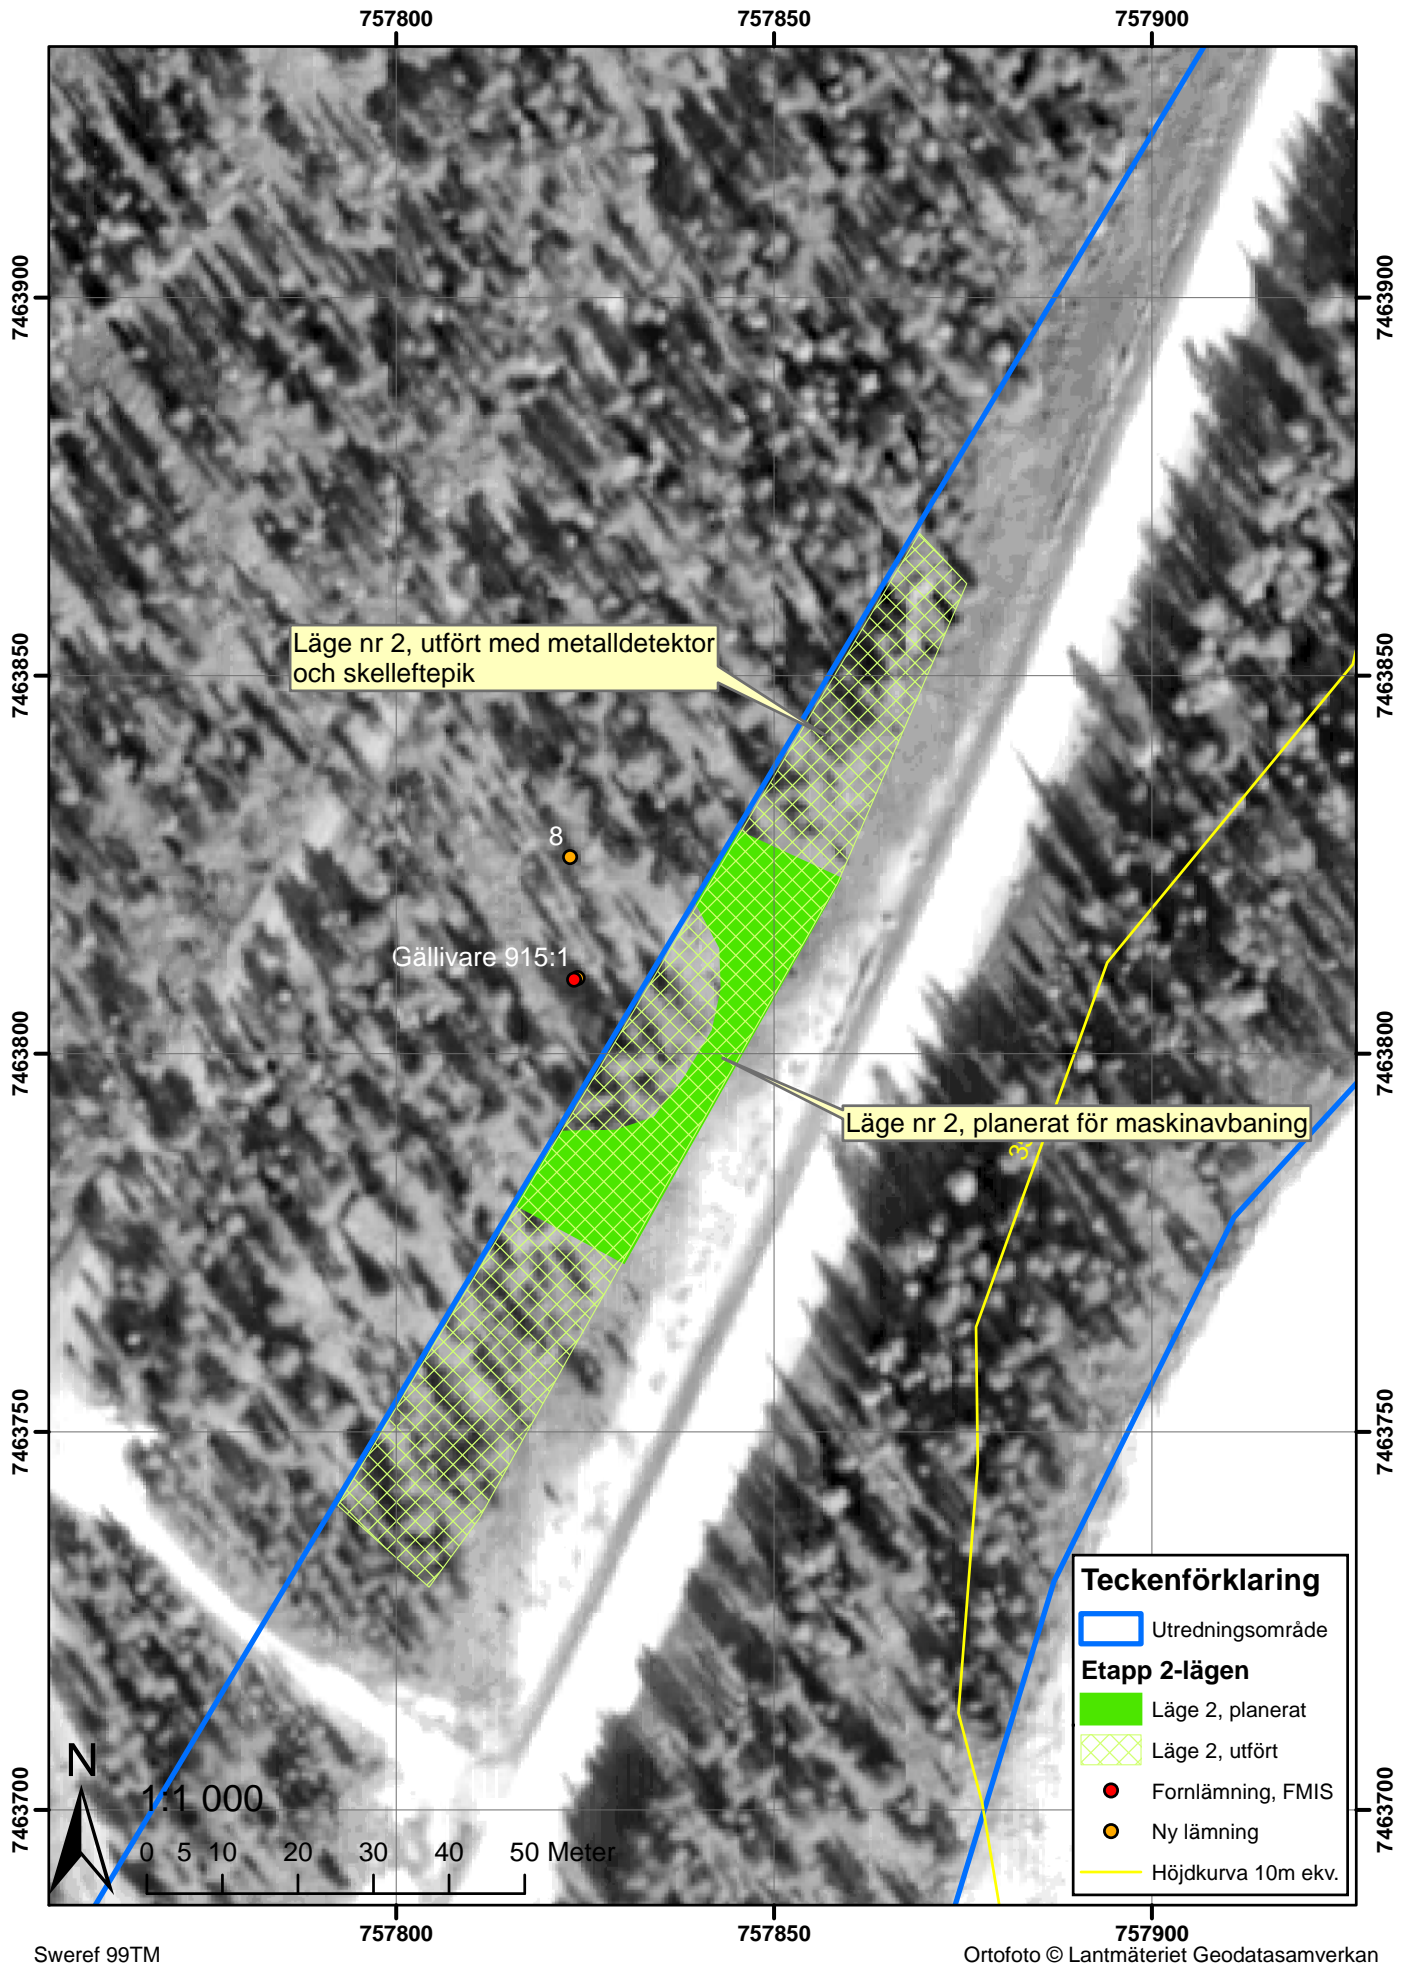 757800
757850
757900
7463900
7463900
Läge nr 2, utfört med metalldetektor
och skelleftepik
7463850
7463850
8
Gällivare 915:1
7463800
7463800
Läge nr 2, planerat för maskinavbaning
7463750
7463750
Teckenförklaring
Utredningsområde
Etapp 2-lägen
Läge 2, planerat
Läge 2, utfört
Fornlämning, FMIS
Ny lämning
Höjdkurva 10m ekv.
N
1:1 000
0 5 10 20 30 40 50 Meter
7463700
7463700
757800
757850
757900
Sweref 99TM
Ortofoto © Lantmäteriet Geodatasamverkan